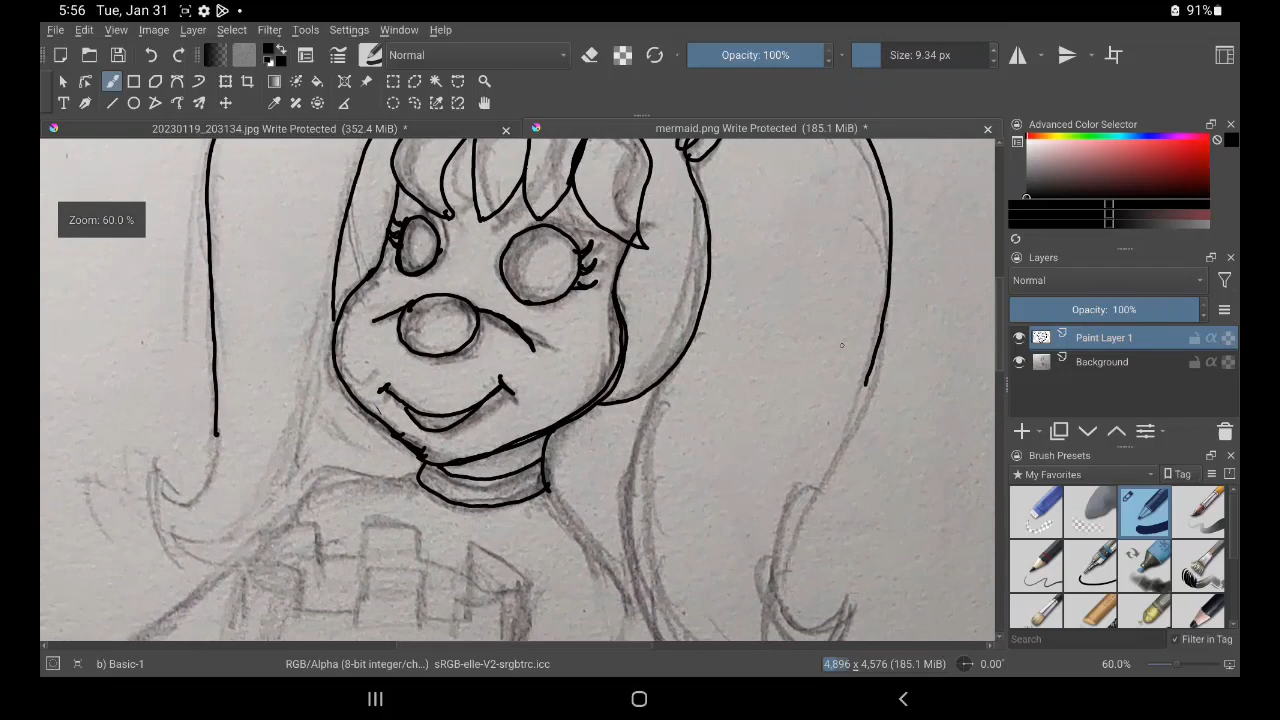 5:56 Tue, Jan 31
91%
File Edit View Image Layer Select Filter Tools Settings Window Help
Normal
Opacity: 100%
Size: 9.34 px
20230119_203134.jpg Write Protected (352.4 MiB) *
mermaid.png Write Protected (185.1 MiB) *
Advanced Color Selector
Zoom: 60.0 %
Layers
Normal
Opacity: 100%
Paint Layer 1
Background
Brush Presets
★ My Favorites
Tag
Search
Filter in Tag
b) Basic-1
RGB/Alpha (8-bit integer/ch...) sRGB-elle-V2-srgbtrc.icc
4,896 x 4,576 (185.1 MiB)
0.00°
60.0%